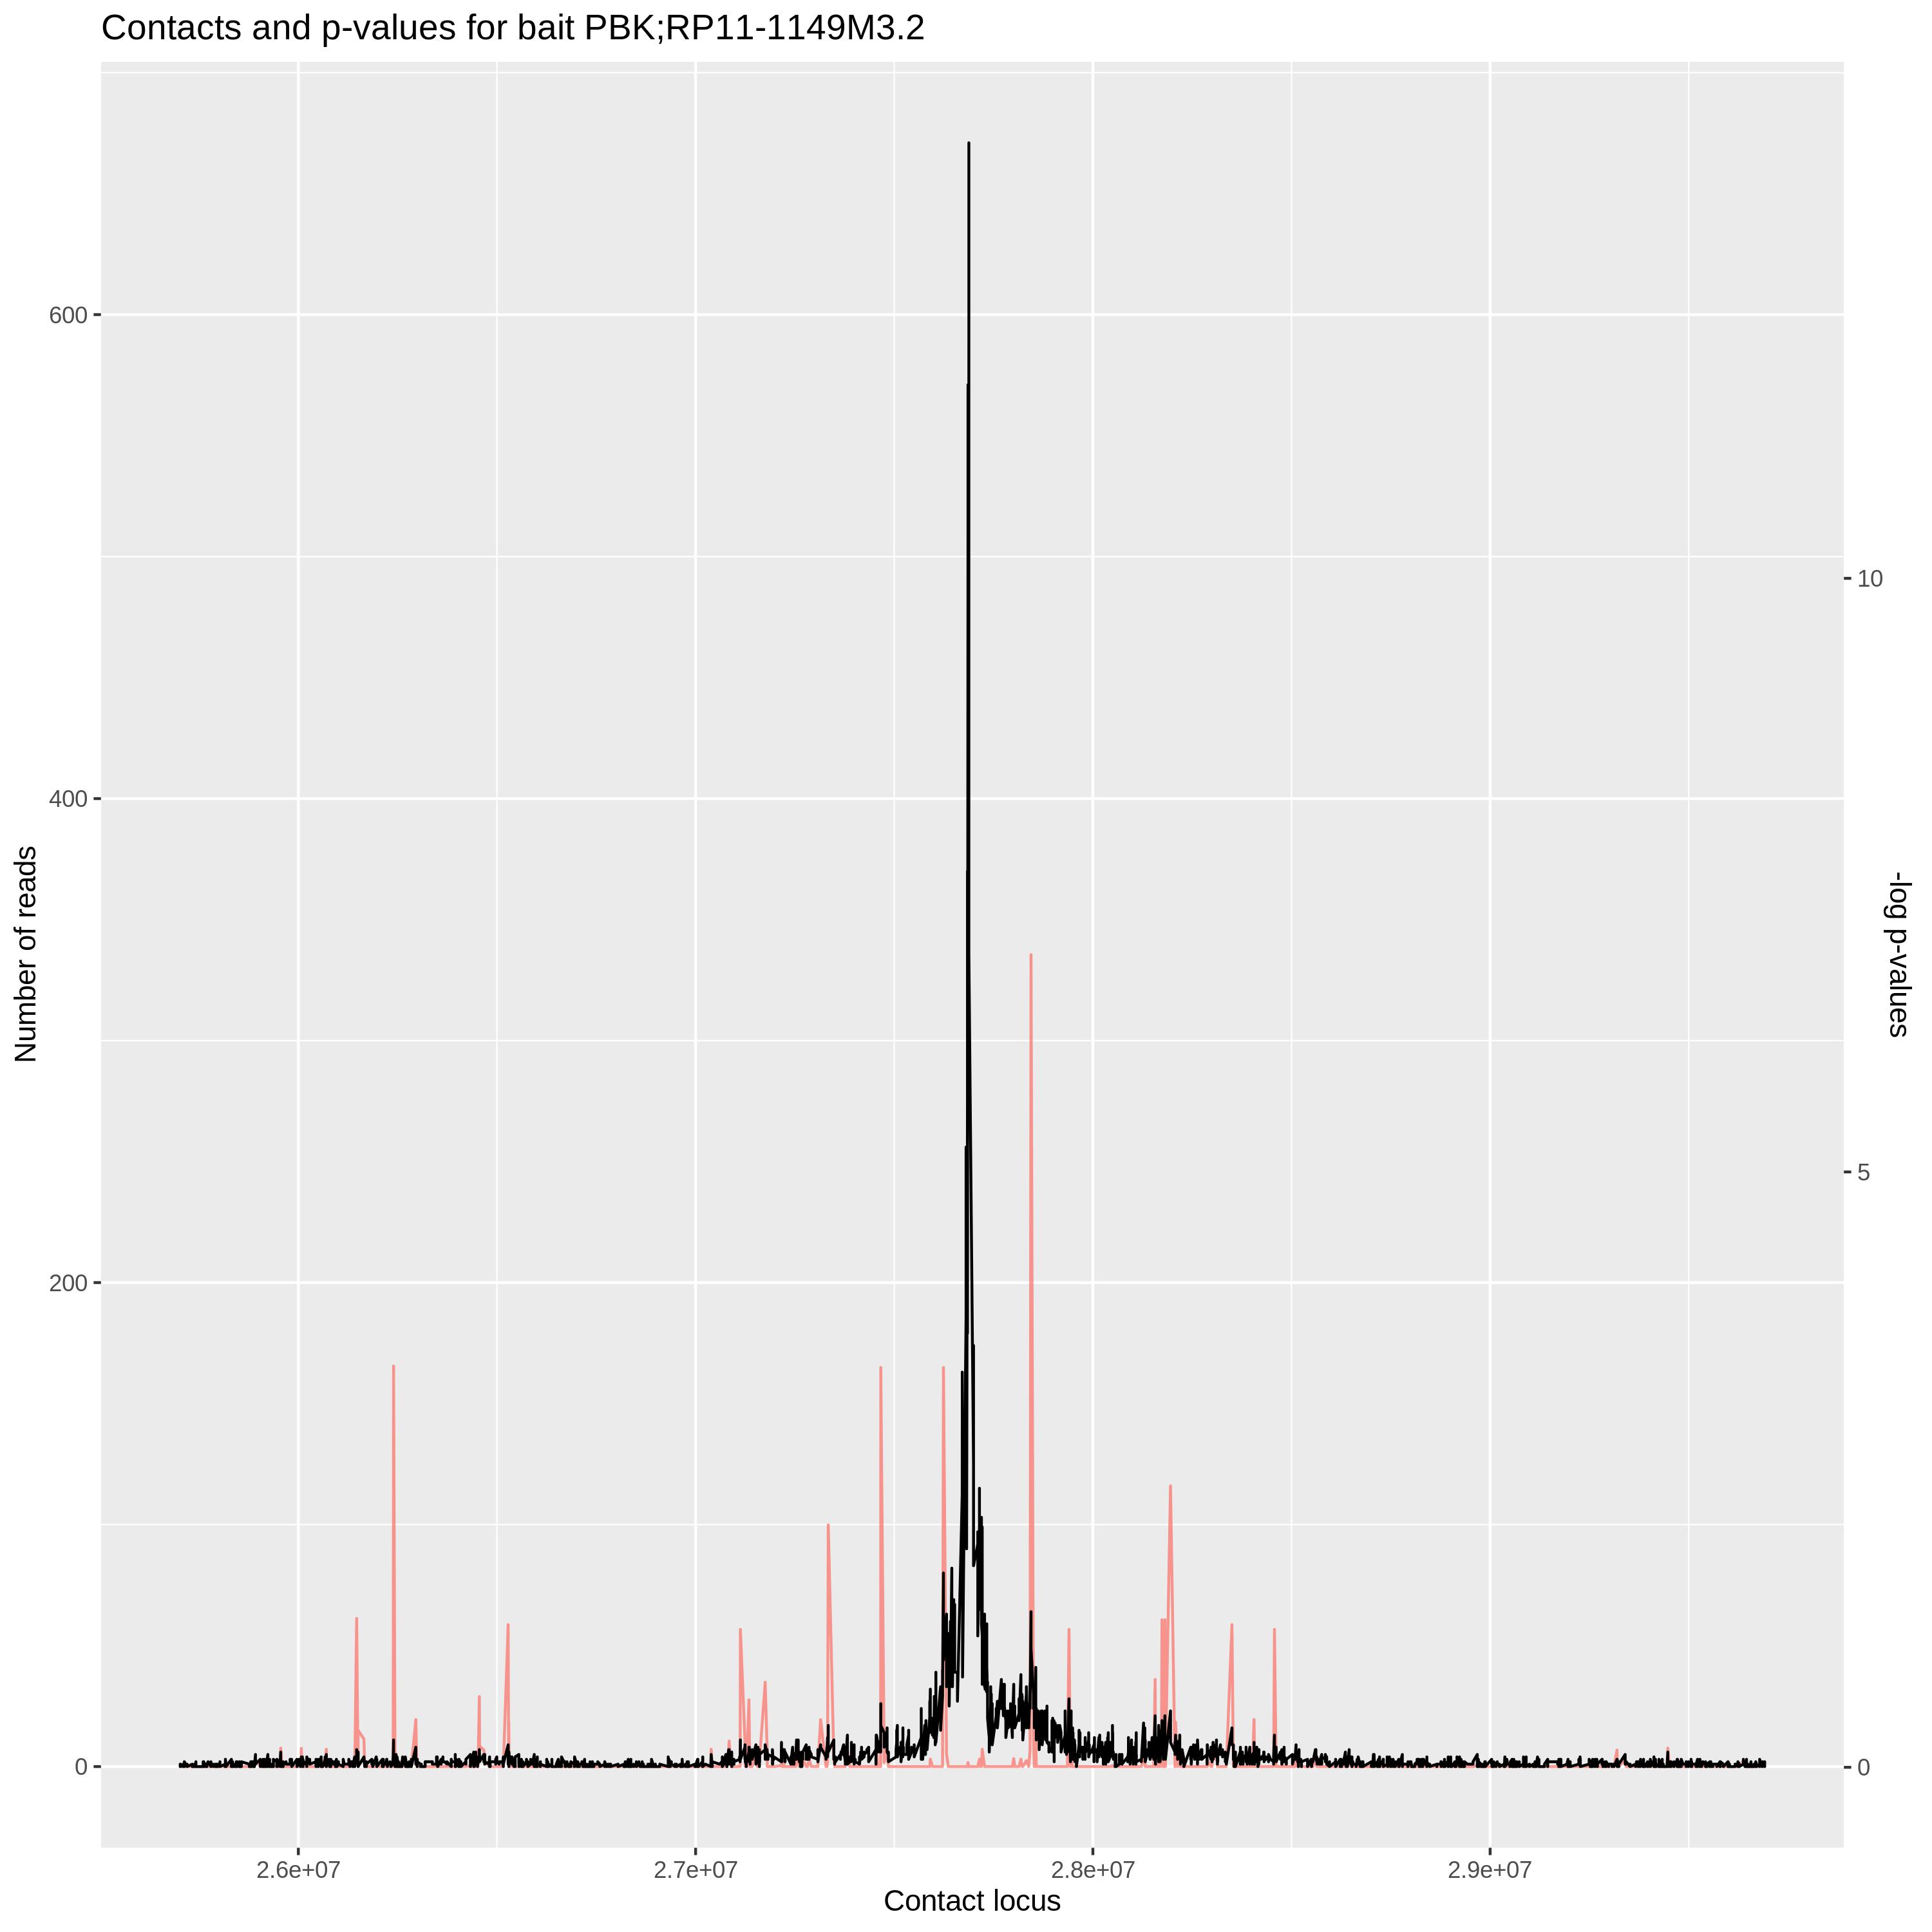 Contacts and p-values for bait PBK;RP11-1149M3.2
600
400
200
0
Number of reads
10
5
0
-log p-values
2.6e+07
2.7e+07
2.8e+07
2.9e+07
Contact locus